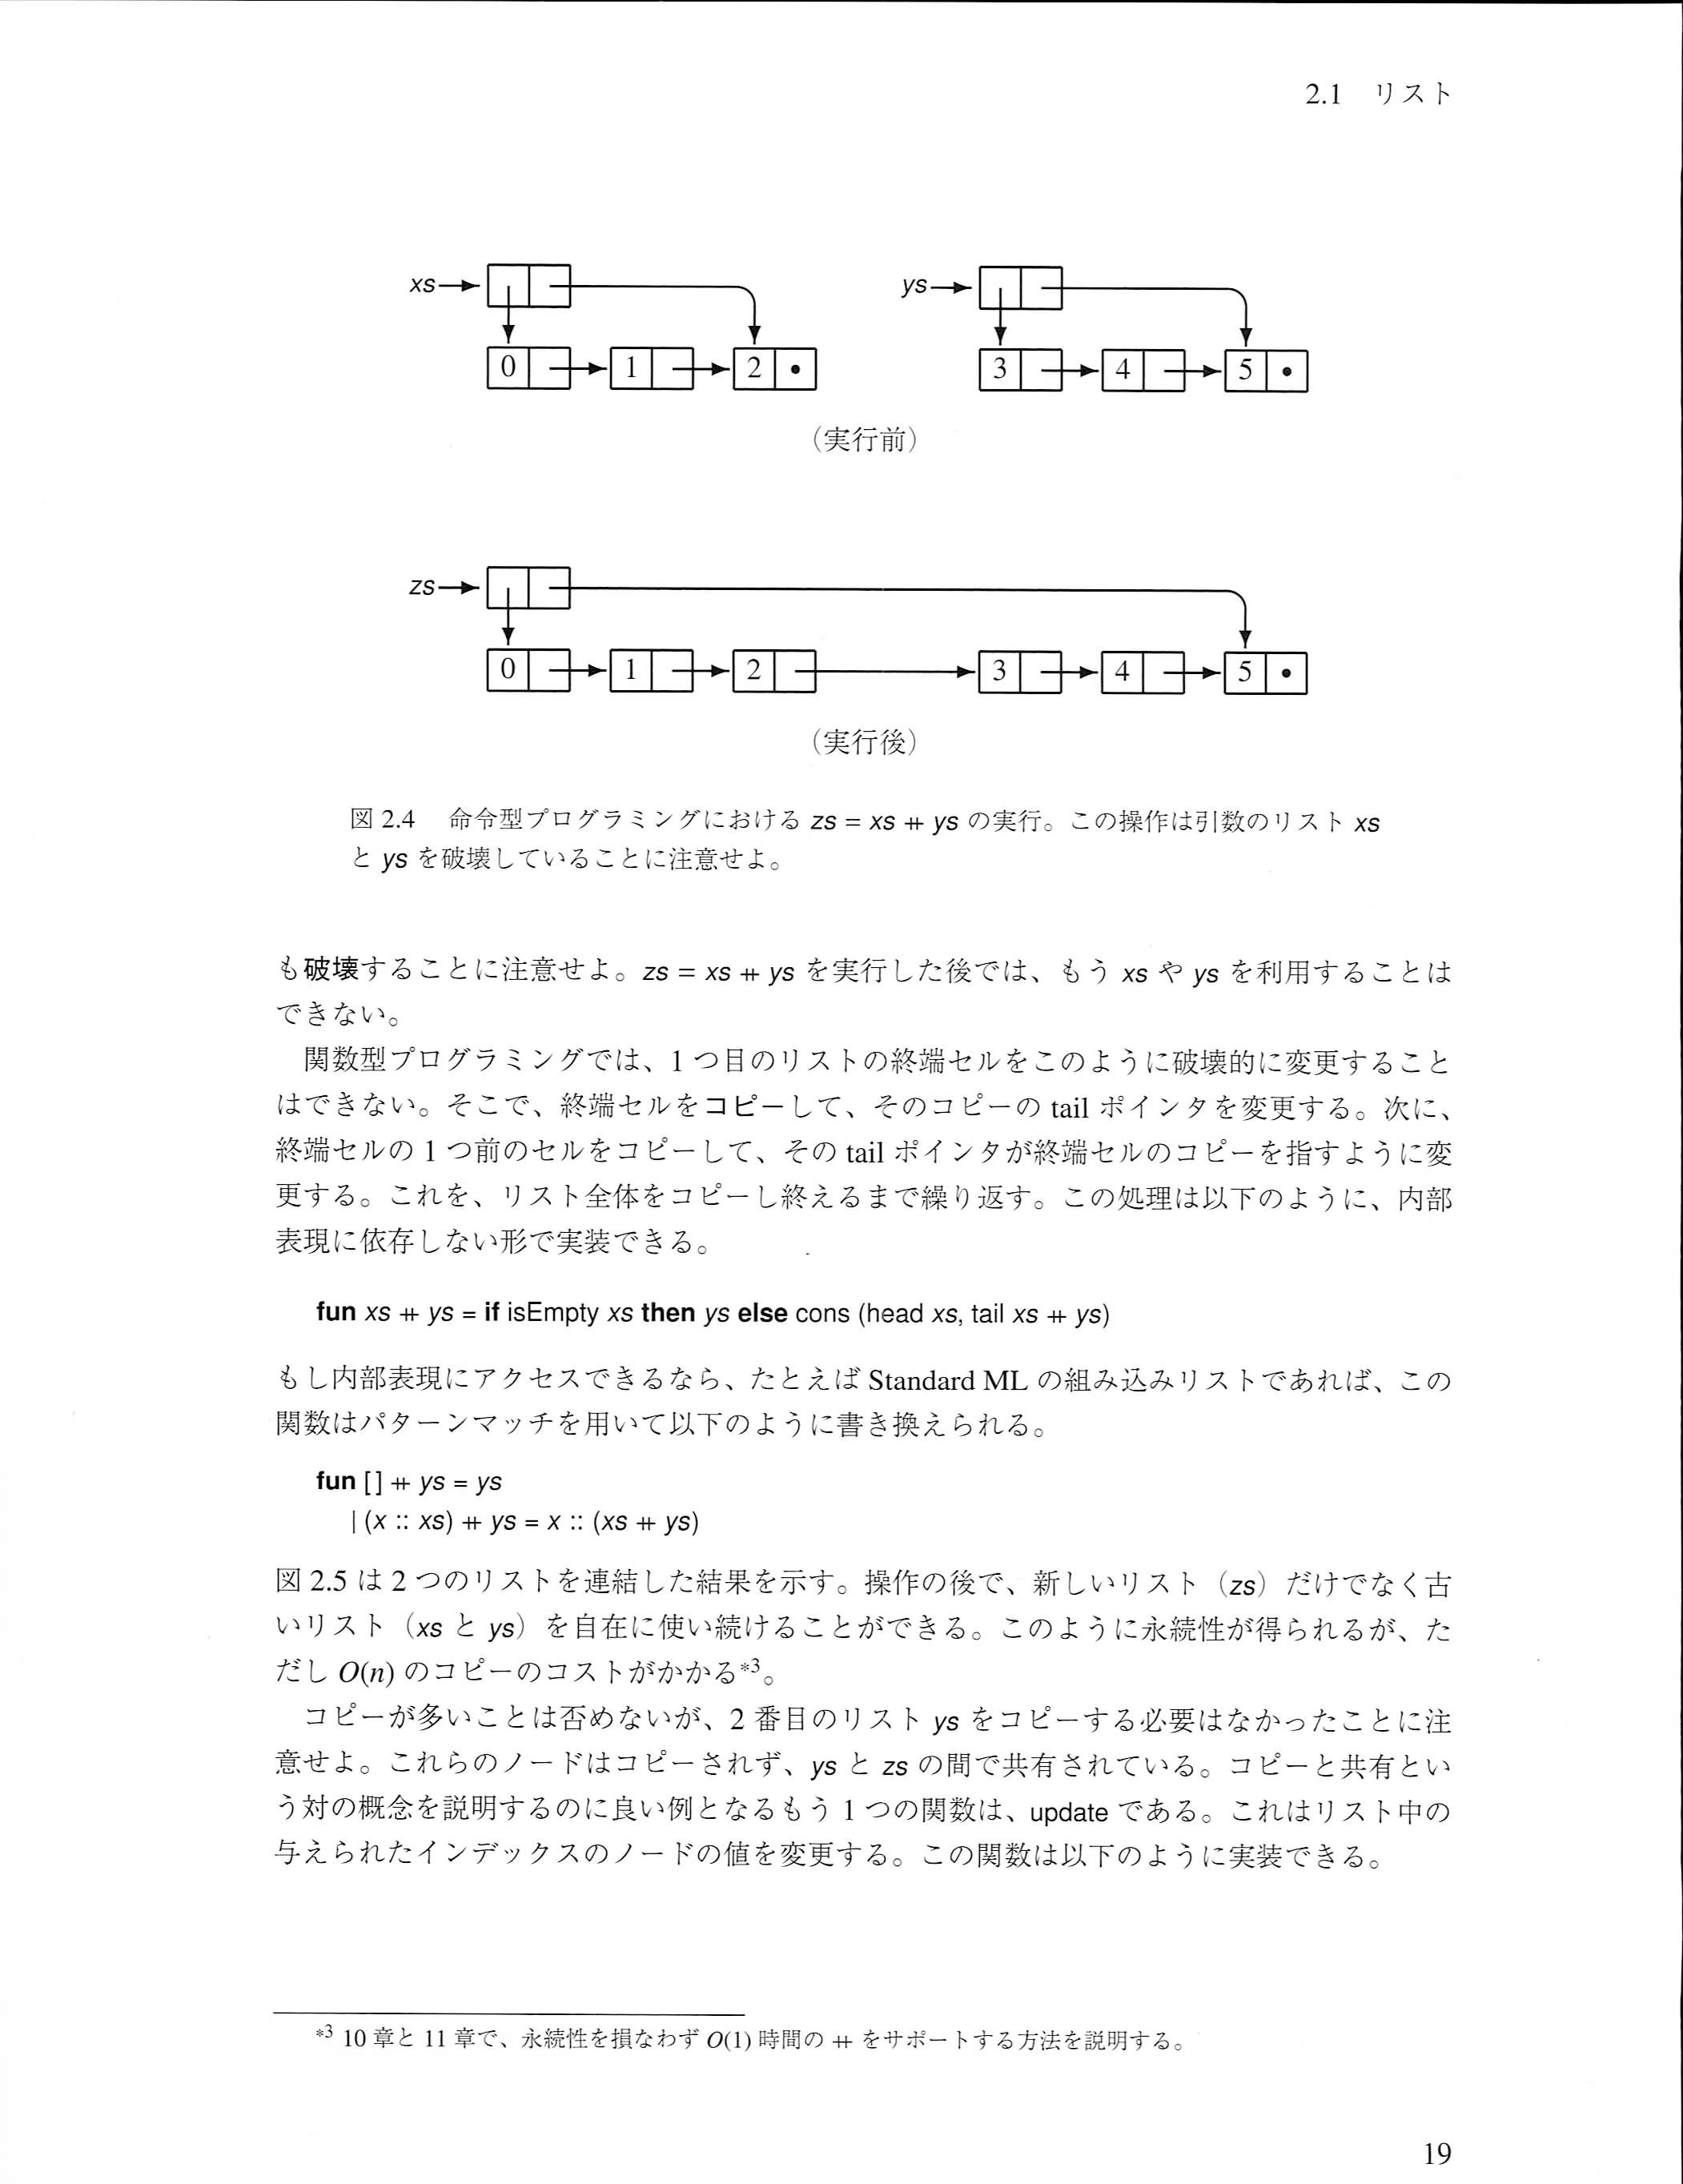 2.1　リスト
xs ys
0 1 2 • 3 4 5 •
（実行前）
zs
0 1 2 3 4 5 •
（実行後）
図 2.4　命令型プログラミングにおける zs = xs ⧺ ys の実行。この操作は引数のリスト xs
と ys を破壊していることに注意せよ。
も破壊することに注意せよ。zs = xs ⧺ ys を実行した後では、もう xs や ys を利用することは
できない。
関数型プログラミングでは、1 つ目のリストの終端セルをこのように破壊的に変更すること
はできない。そこで、終端セルをコピーして、そのコピーの tail ポインタを変更する。次に、
終端セルの 1 つ前のセルをコピーして、その tail ポインタが終端セルのコピーを指すように変
更する。これを、リスト全体をコピーし終えるまで繰り返す。この処理は以下のように、内部
表現に依存しない形で実装できる。
fun xs ⧺ ys = if isEmpty xs then ys else cons (head xs, tail xs ⧺ ys)
もし内部表現にアクセスできるなら、たとえば Standard ML の組み込みリストであれば、この
関数はパターンマッチを用いて以下のように書き換えられる。
fun [] ⧺ ys = ys
| (x :: xs) ⧺ ys = x :: (xs ⧺ ys)
図 2.5 は 2 つのリストを連結した結果を示す。操作の後で、新しいリスト（zs）だけでなく古
いリスト（xs と ys）を自在に使い続けることができる。このように永続性が得られるが、た
だし O(n) のコピーのコストがかかる*3。
コピーが多いことは否めないが、2 番目のリスト ys をコピーする必要はなかったことに注
意せよ。これらのノードはコピーされず、ys と zs の間で共有されている。コピーと共有とい
う対の概念を説明するのに良い例となるもう 1 つの関数は、update である。これはリスト中の
与えられたインデックスのノードの値を変更する。この関数は以下のように実装できる。
*3 10 章と 11 章で、永続性を損なわず O(1) 時間の ⧺ をサポートする方法を説明する。
19